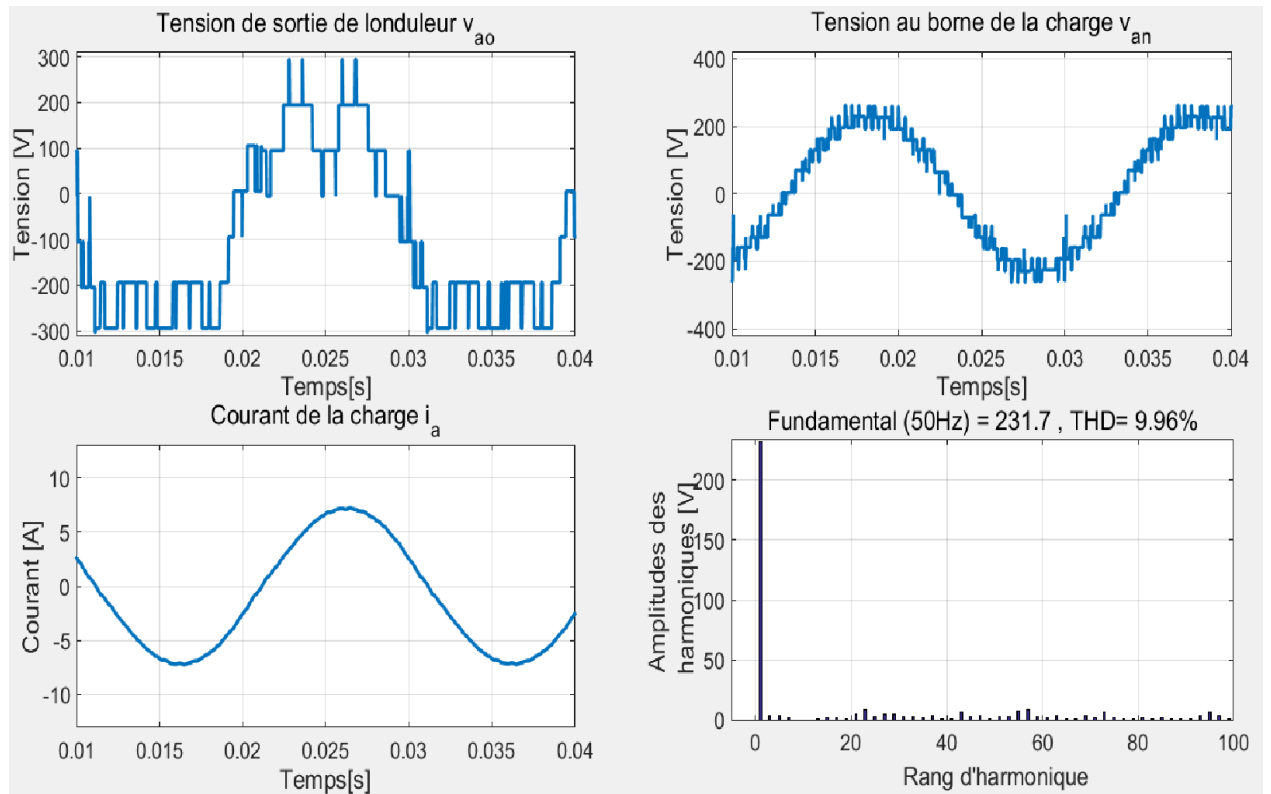 Tension de sortie de londuleur v_ao
Tension [V]
300
200
100
0
-100
-200
-300
0.01 0.015 0.02 0.025 0.03 0.035 0.04
Temps[s]
Tension au borne de la charge v_an
Tension [V]
400
200
0
-200
-400
0.01 0.015 0.02 0.025 0.03 0.035 0.04
Temps[s]
Courant de la charge i_a
Courant [A]
10
5
0
-5
-10
0.01 0.015 0.02 0.025 0.03 0.035 0.04
Temps[s]
Fundamental (50Hz) = 231.7 , THD= 9.96%
Amplitudes des
harmoniques [V]
200
150
100
50
0
0 20 40 60 80 100
Rang d'harmonique